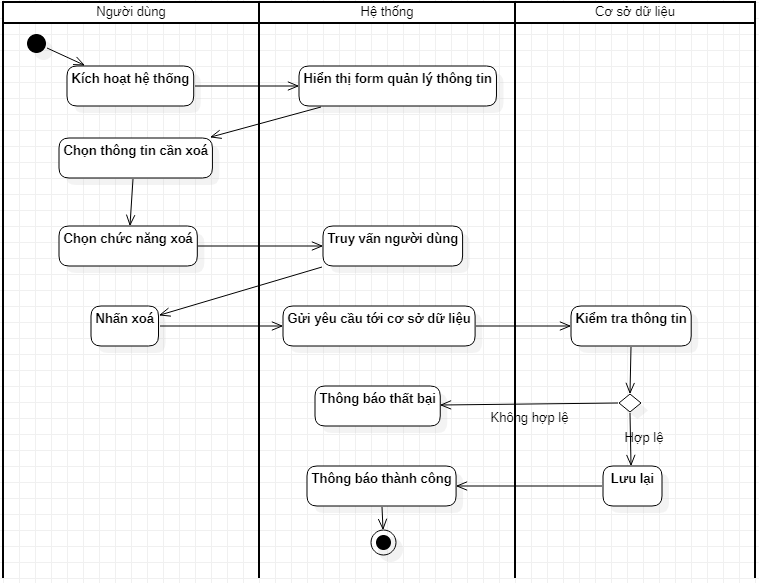 Người dùng
Hệ thống
Cơ sở dữ liệu
Kích hoạt hệ thống
Hiển thị form quản lý thông tin
Chọn thông tin cần xoá
Chọn chức năng xoá
Truy vấn người dùng
Nhấn xoá
Gửi yêu cầu tới cơ sở dữ liệu
Kiểm tra thông tin
Thông báo thất bại
Không hợp lệ
Hợp lệ
Thông báo thành công
Lưu lại